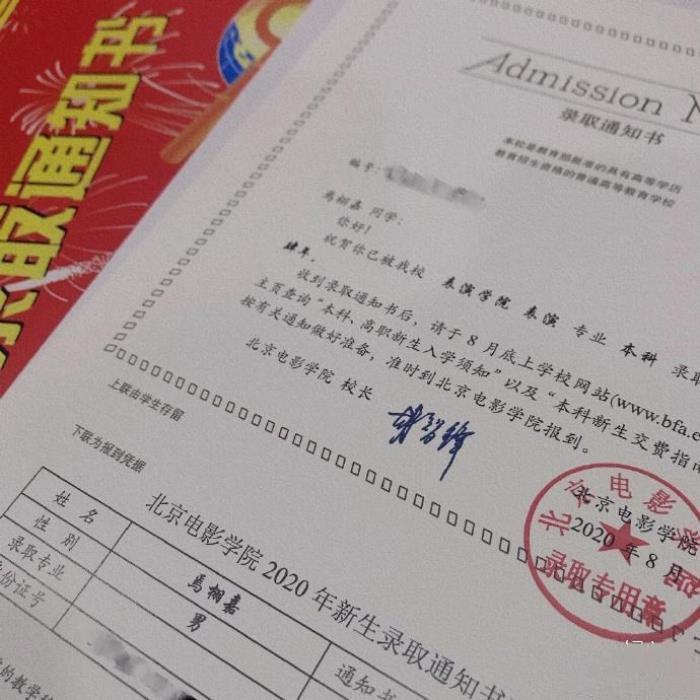 录取通知书
Admission N
录取通知书
本校是教育部批准的具有高等学历
教育招生资格的普通高等教育学校
编号:
马栩嘉 同学:
你好!
祝贺你已被我校 表演学院 表演 专业 本科 录取
肆年。
收到录取通知书后,请于8月底上学校网站(www.bfa.e
主页查询“本科、高职新生入学须知”以及“本科新生交费指南
按有关通知做好准备,准时到北京电影学院报到。
北京电影学院 校长
北京电影学院
2020年8月
录取专用章
上联由学生存留
下联为报到凭据
北京电影学院2020年新生录取通知书
姓 名
马栩嘉
性 别
男
录取专业
份证号
通知书
的教学